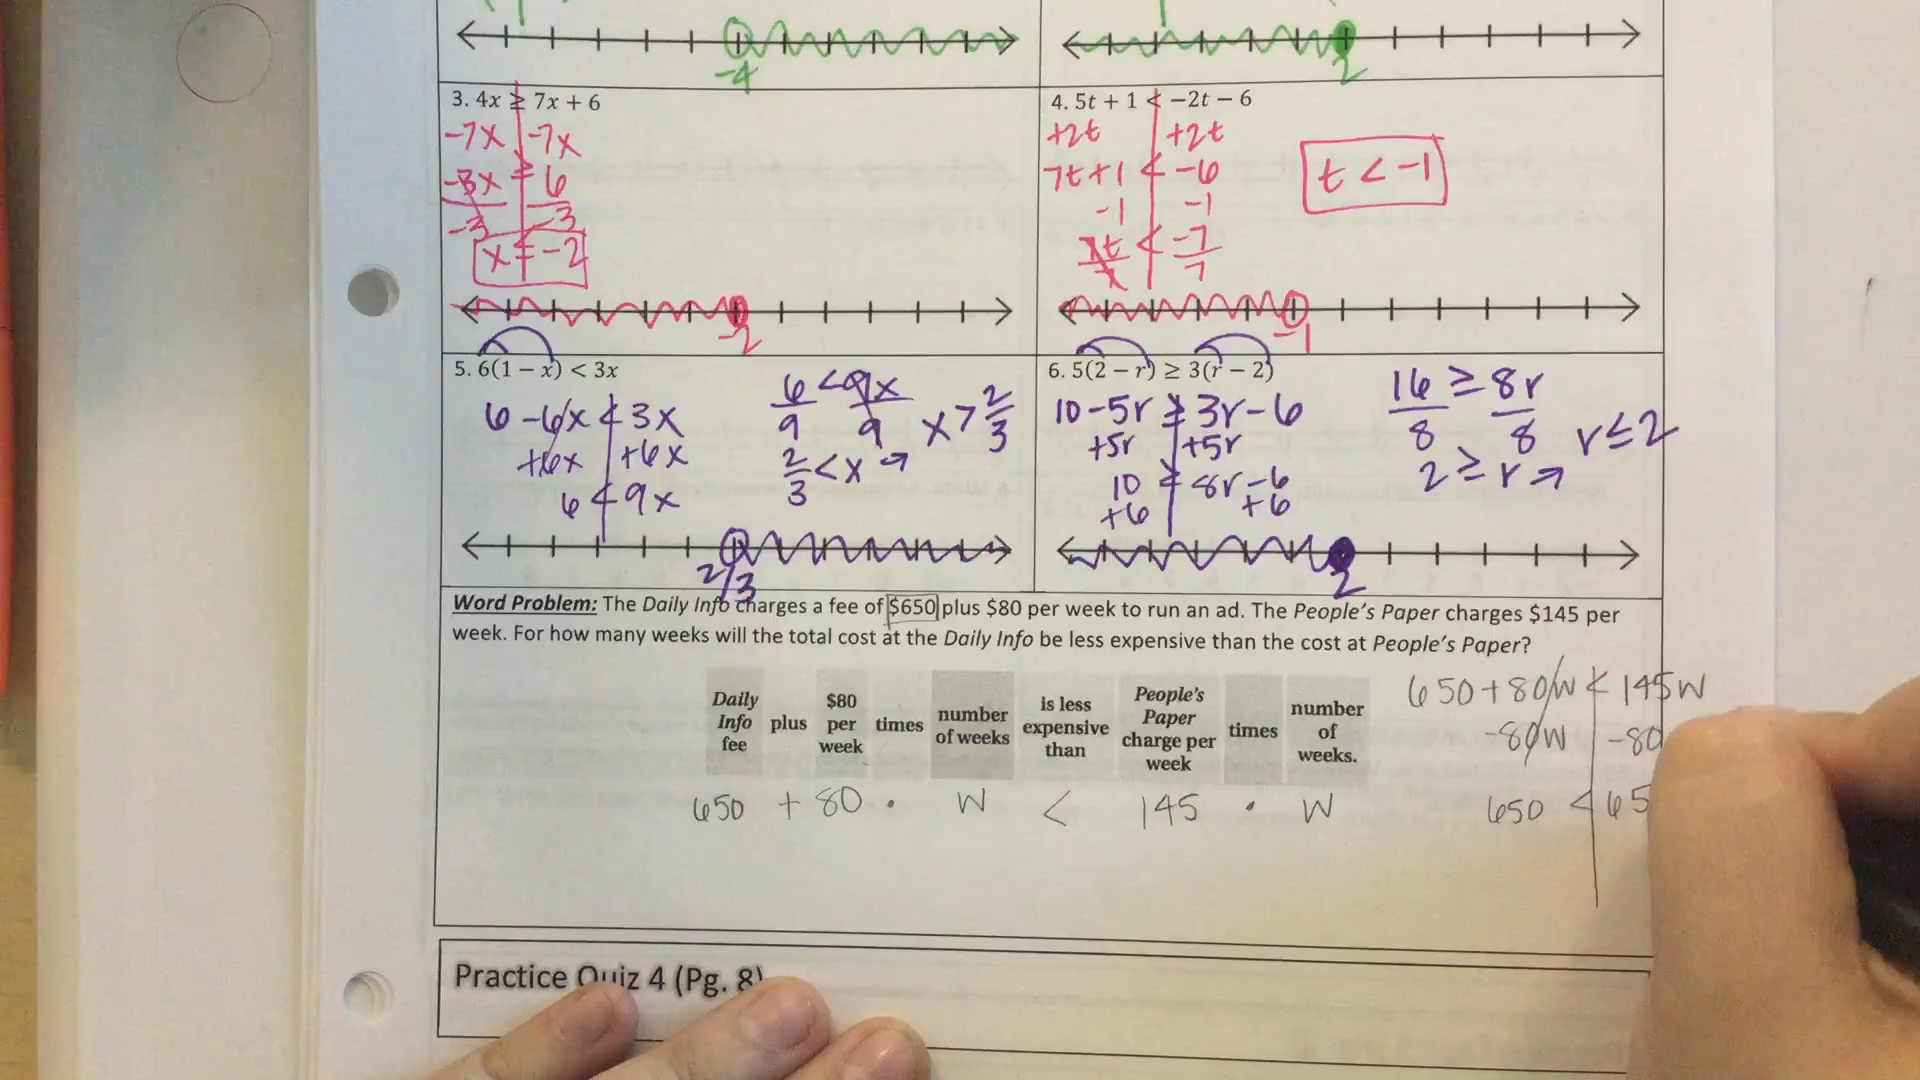 -4
2
3. 4x ≥ 7x + 6
-7x -7x
-3x ≥ 6
-3 -3
x ≤ -2
-2
4. 5t + 1 < -2t - 6
+2t +2t
7t+1 < -6
-1 -1
7t < -7
7 7
t < -1
-1
5. 6(1 - x) < 3x
6 - 6x < 3x
+6x +6x
6 < 9x
6 < 9x
9 9
2/3 < x → x > 2/3
2/3
6. 5(2 - r) ≥ 3(r - 2)
10 - 5r ≥ 3r - 6
+5r +5r
10 ≥ 8r - 6
+6 +6
16 ≥ 8r
8 8
2 ≥ r → r ≤ 2
2
Word Problem: The Daily Info charges a fee of $650 plus $80 per week to run an ad. The People's Paper charges $145 per
week. For how many weeks will the total cost at the Daily Info be less expensive than the cost at People's Paper?
Daily Info fee plus $80 per week times number of weeks is less expensive than People's Paper charge per week times number of weeks.
650 + 80 · W < 145 · W
650 + 80W < 145W
-80W -80
650 < 65
Practice Quiz 4 (Pg. 8)